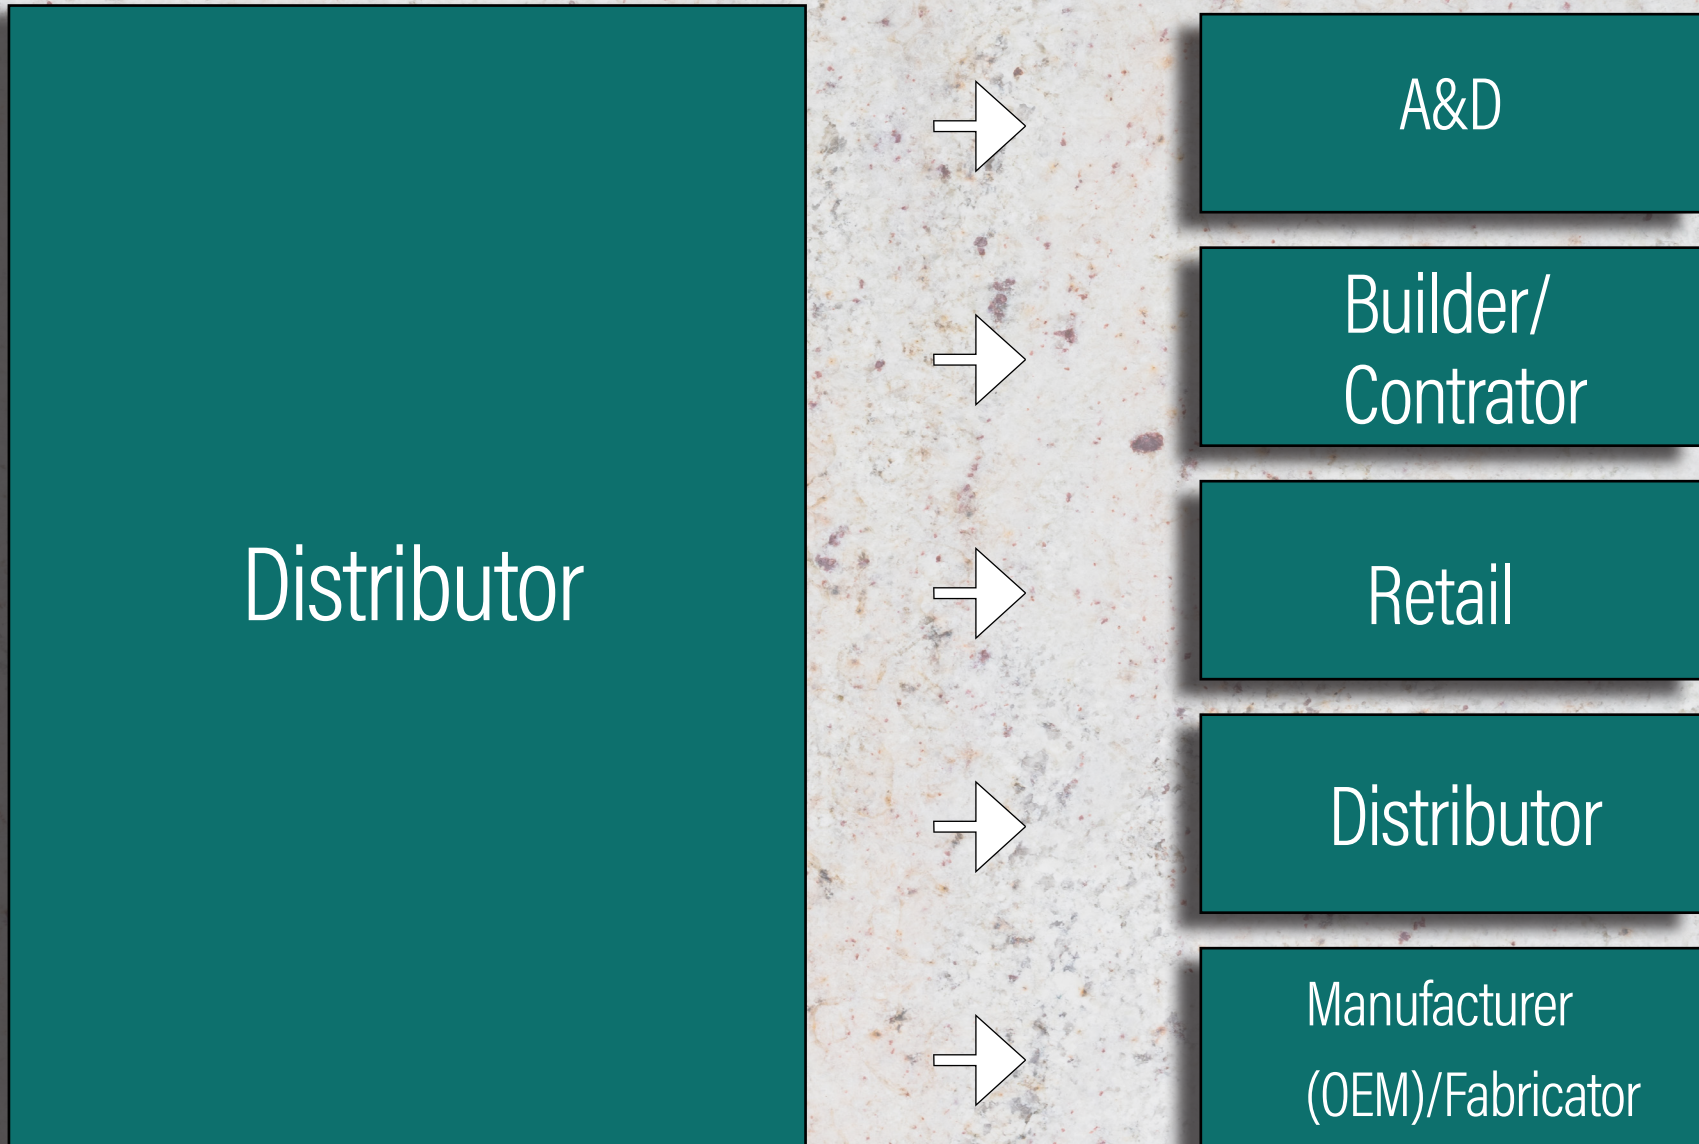 Distributor
A&D
Builder/
Contrator
Retail
Distributor
Manufacturer
(OEM)/Fabricator